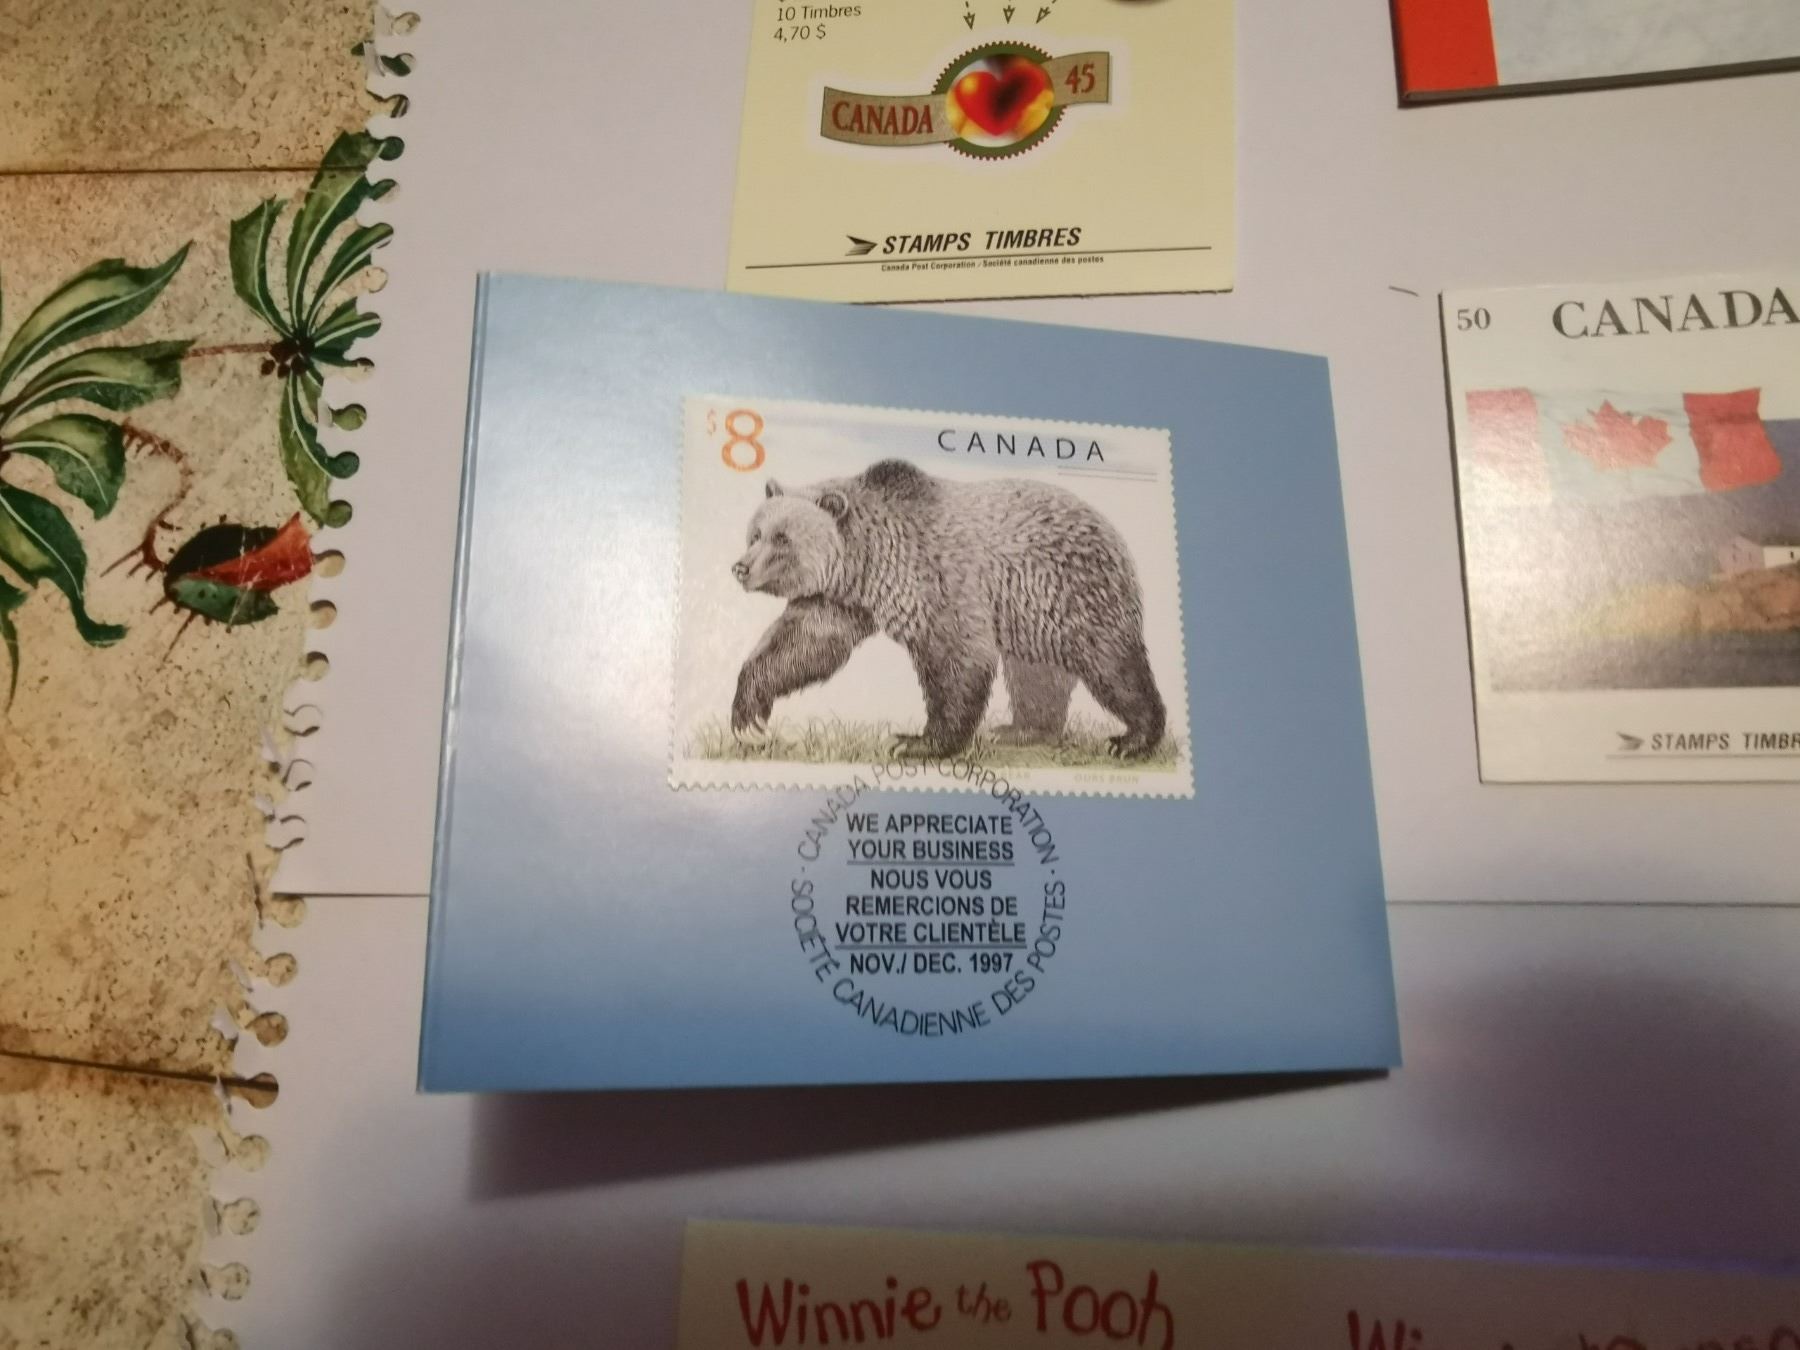 10 Timbres
4,70 $
CANADA 45
STAMPS TIMBRES
Canada Post Corporation / Société canadienne des postes
$8
CANADA
OURS BRUN
CANADA POST CORPORATION
WE APPRECIATE
YOUR BUSINESS
NOUS VOUS
REMERCIONS DE
VOTRE CLIENTÈLE
NOV./ DEC. 1997
SOCIÉTÉ CANADIENNE DES POSTES
50 CANADA
STAMPS TIMBR
Winnie the Pooh